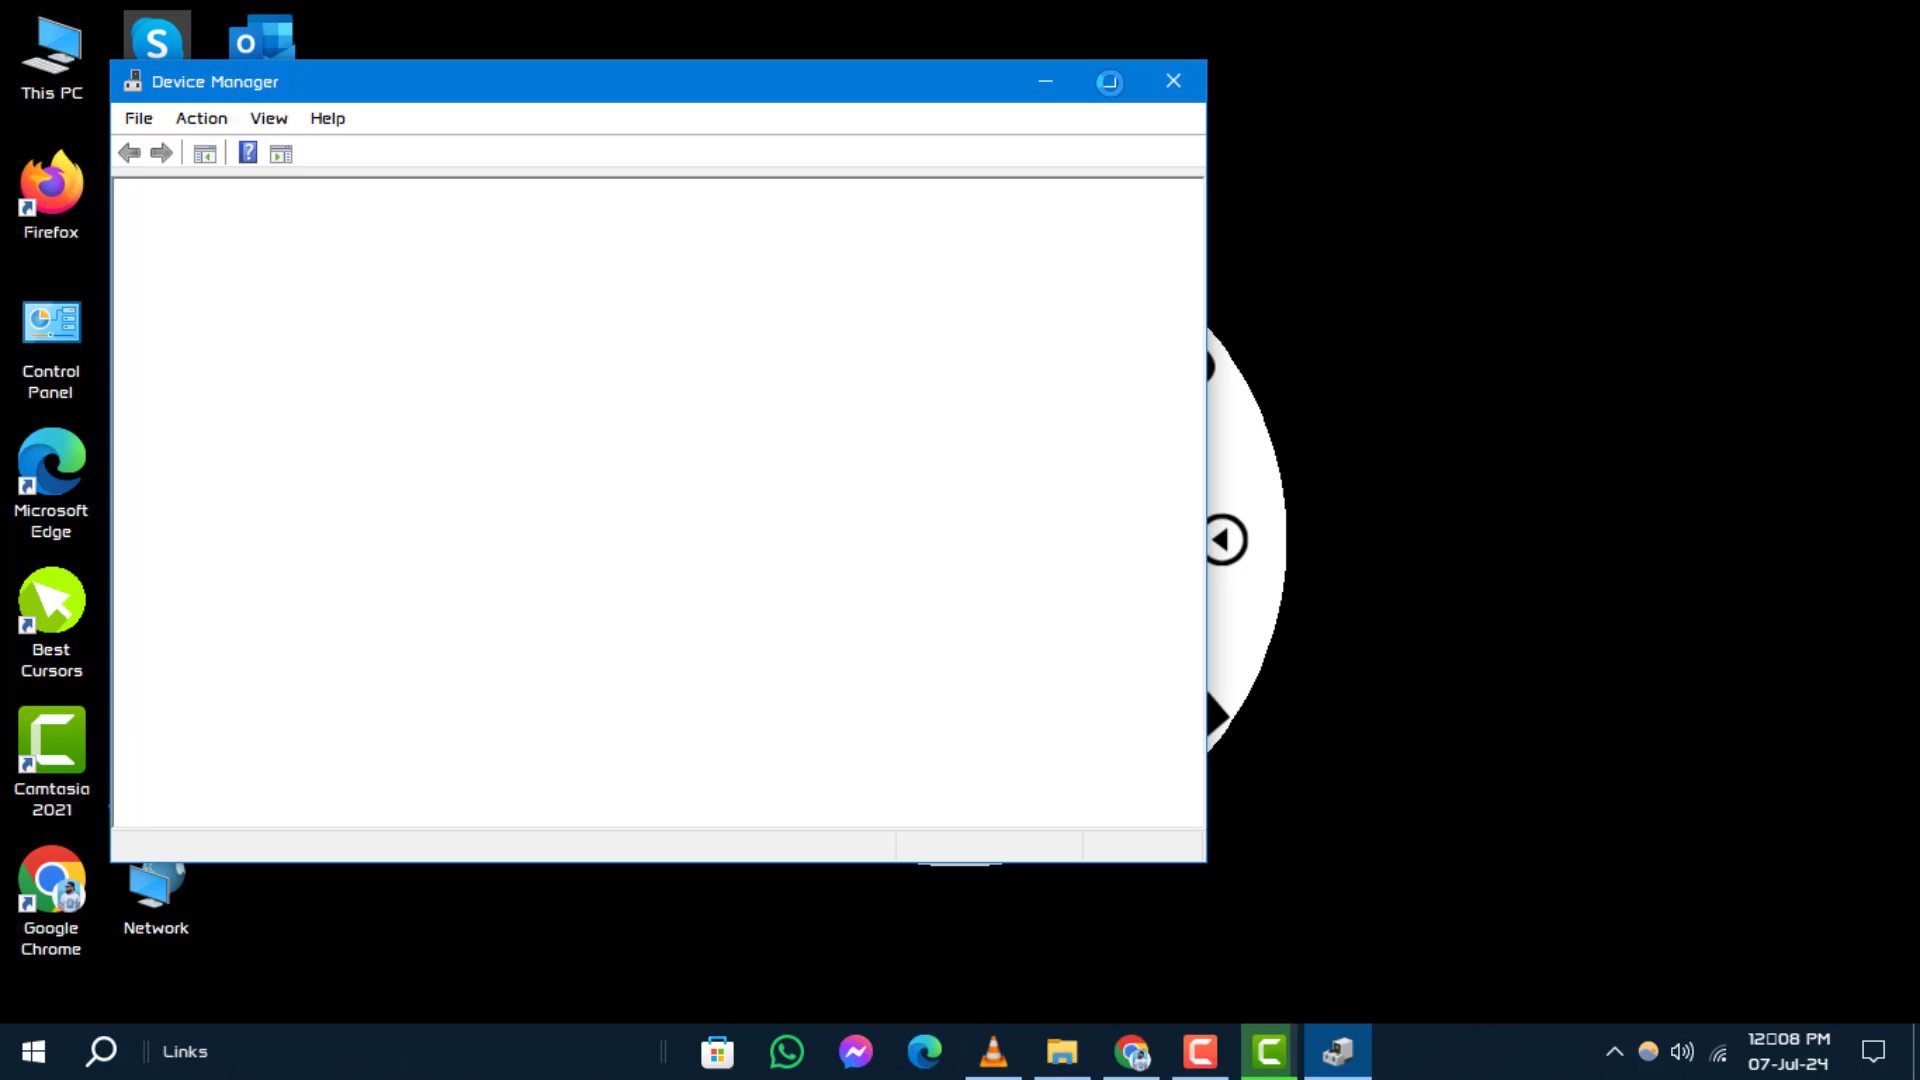 This PC
S
O
Device Manager
File Action View Help
?
Firefox
Control
Panel
Microsoft
Edge
Best
Cursors
Camtasia
2021
Google
Chrome
Network
Links
12□08 PM
07-Jul-24